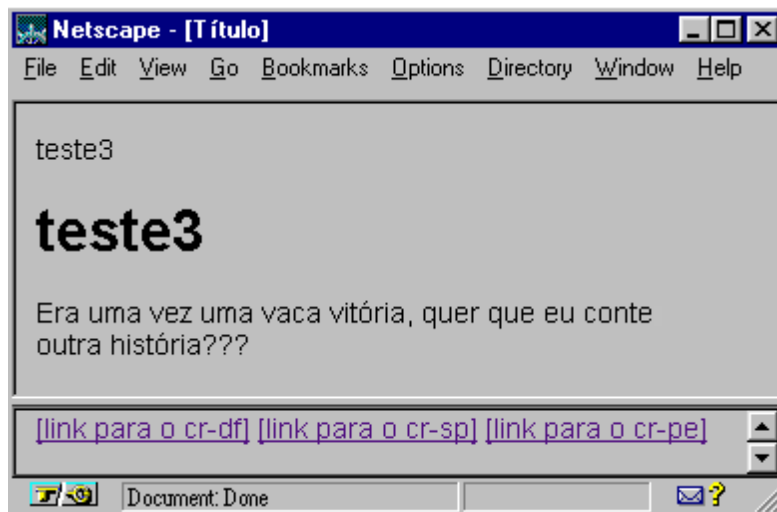 Netscape - [Título]
File Edit View Go Bookmarks Options Directory Window Help
teste3
teste3
Era uma vez uma vaca vitória, quer que eu conte
outra história???
[link para o cr-df] [link para o cr-sp] [link para o cr-pe]
Document: Done
?